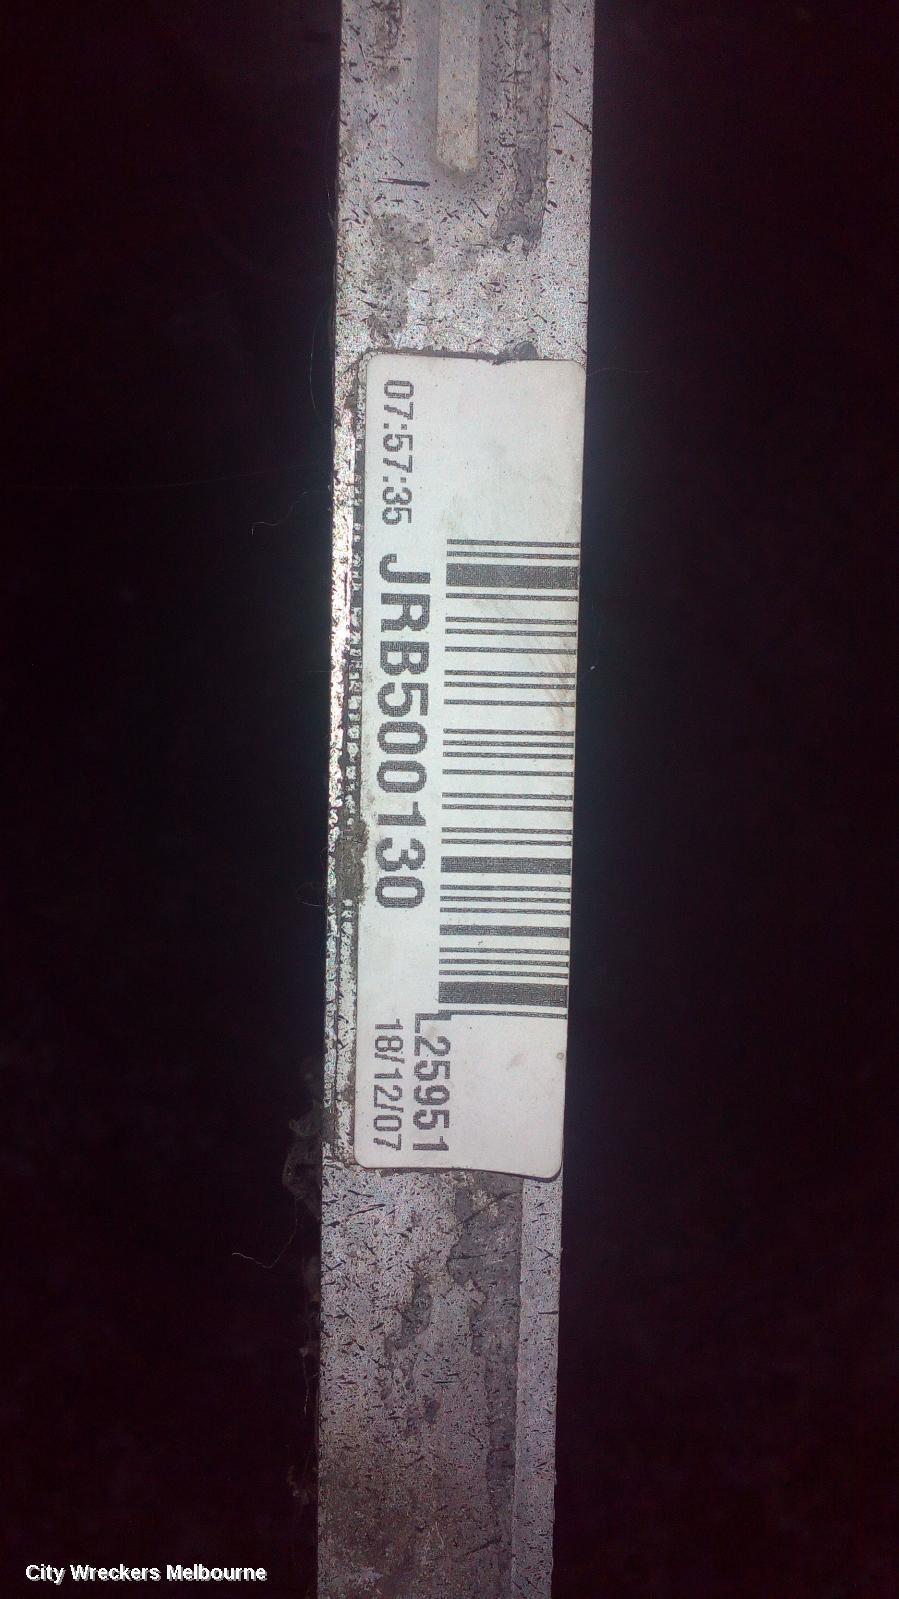 07:57:35 JRB500130
L25951
18/12/07
City Wreckers Melbourne